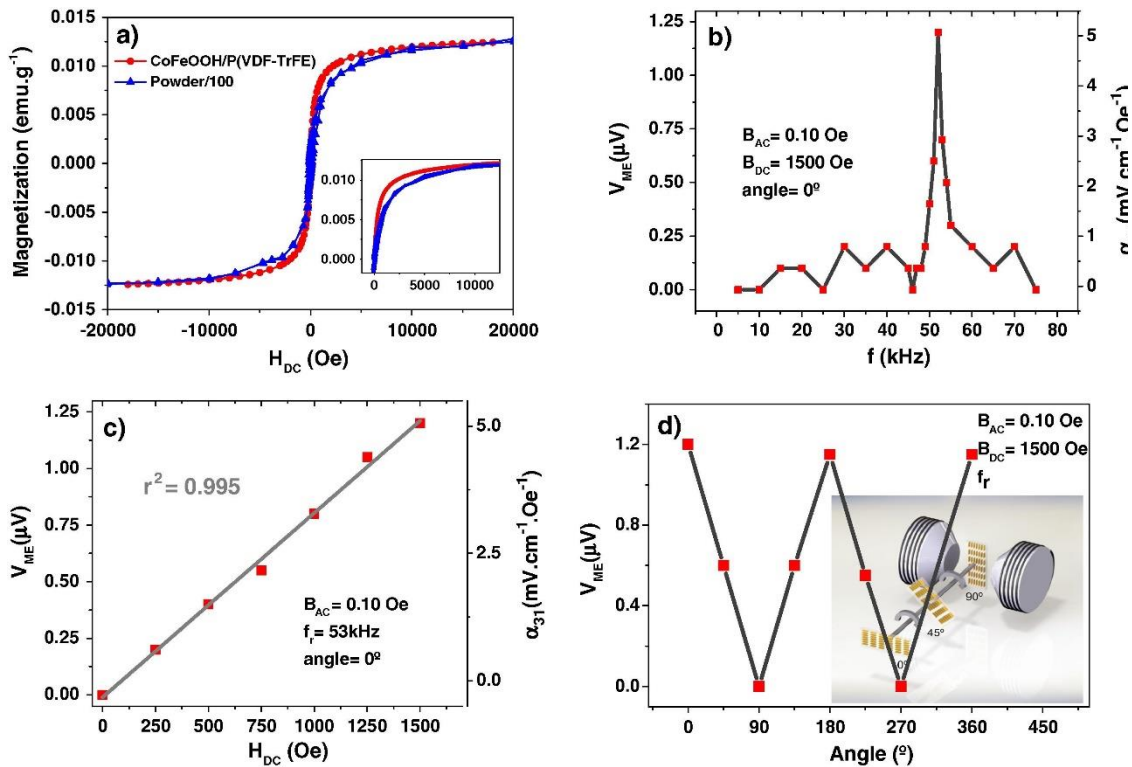 a)
CoFeOOH/P(VDF-TrFE)
Powder/100
Magnetization (emu.g⁻¹)
0.015
0.010
0.005
0.000
-0.005
-0.010
-0.015
0.010
0.005
0.000
0 5000 10000
-20000 -10000 0 10000 20000
H_DC (Oe)
b)
V_ME(µV)
1.25
1.00
0.75
0.50
0.25
0.00
B_AC= 0.10 Oe
B_DC= 1500 Oe
angle= 0º
5
4
3
2
1
0
(mV cm⁻¹Oe⁻¹)
0 10 20 30 40 50 60 70 80
f (kHz)
c)
r² = 0.995
V_ME(µV)
1.25
1.00
0.75
0.50
0.25
0.00
B_AC= 0.10 Oe
f_r= 53kHz
angle= 0º
5.0
2.5
0.0
α₃₁(mV.cm⁻¹.Oe⁻¹)
0 250 500 750 1000 1250 1500
H_DC (Oe)
d)
B_AC= 0.10 Oe
B_DC= 1500 Oe
f_r
V_ME(µV)
1.2
0.8
0.4
0.0
90º
45º
0º
0 90 180 270 360 450
Angle (º)